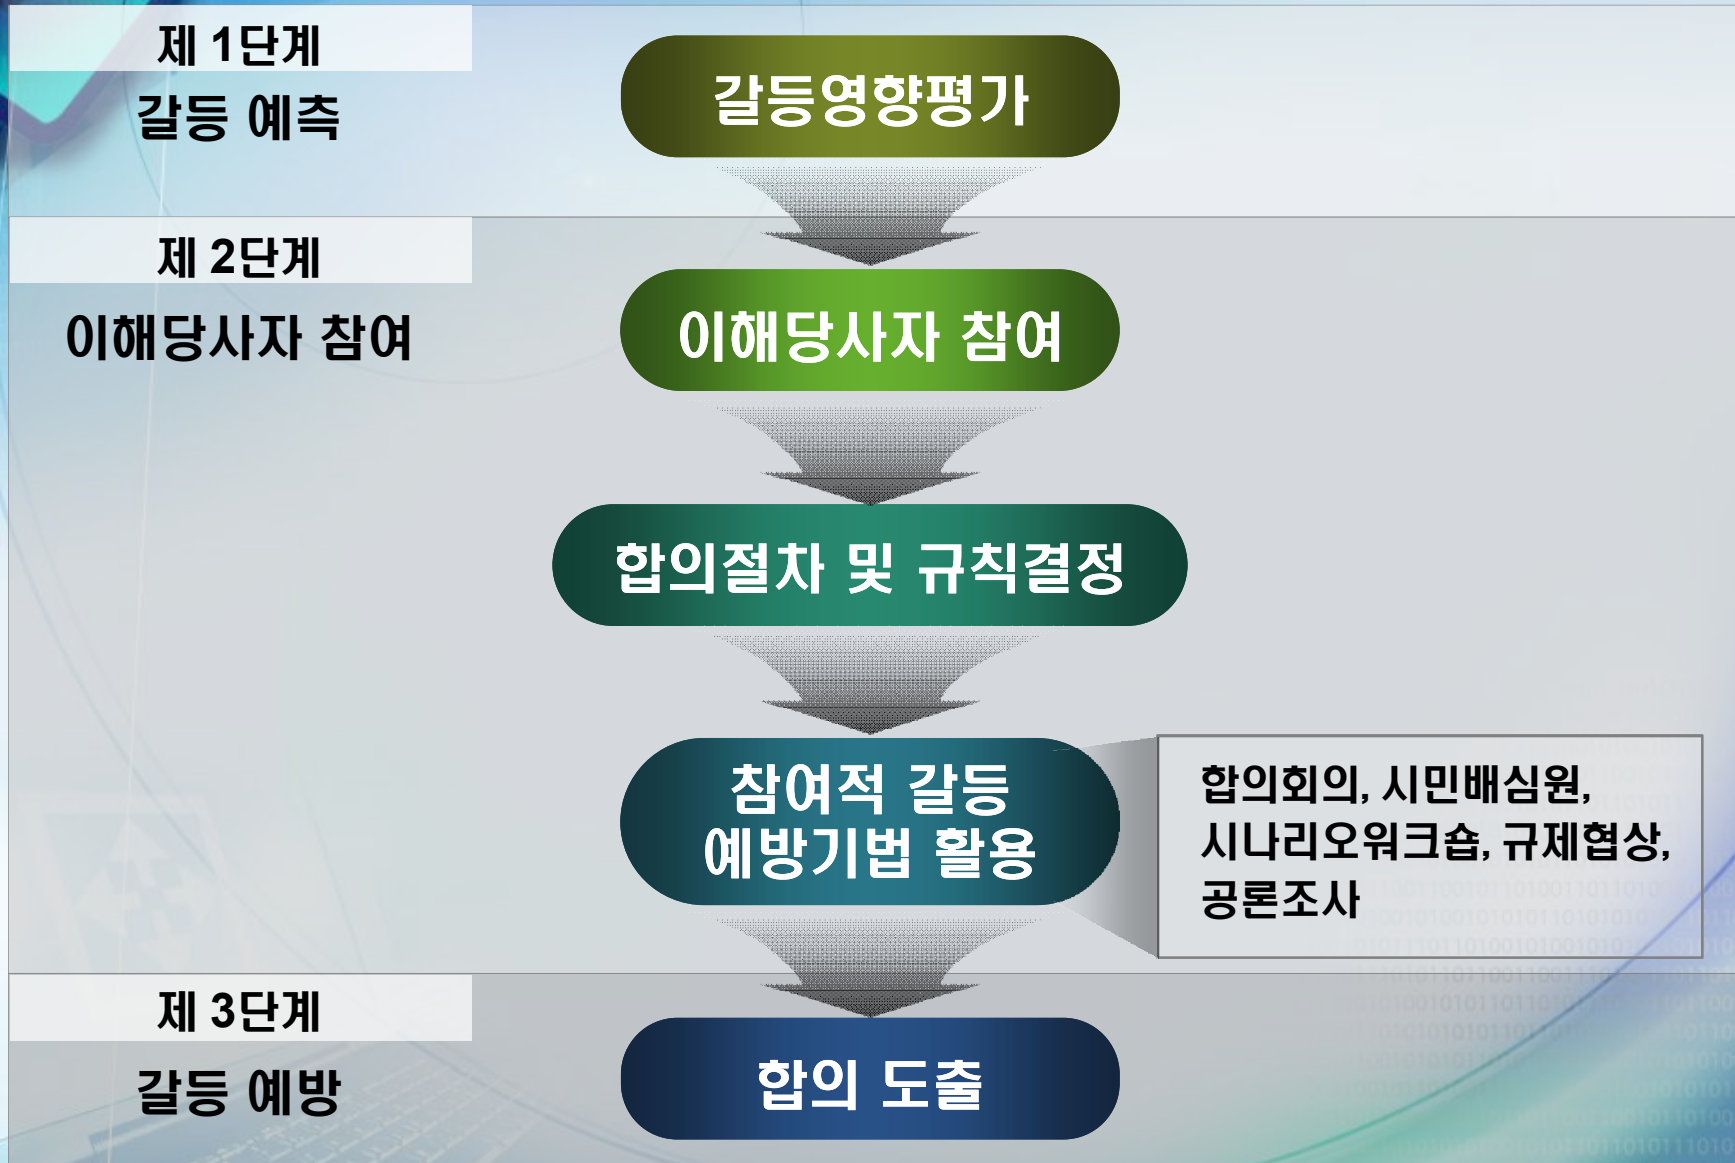 제 1단계
갈등 예측
갈등영향평가
제 2단계
이해당사자 참여
이해당사자 참여
합의절차 및 규칙결정
참여적 갈등
예방기법 활용
합의회의, 시민배심원,
시나리오워크숍, 규제협상,
공론조사
제 3단계
갈등 예방
합의 도출